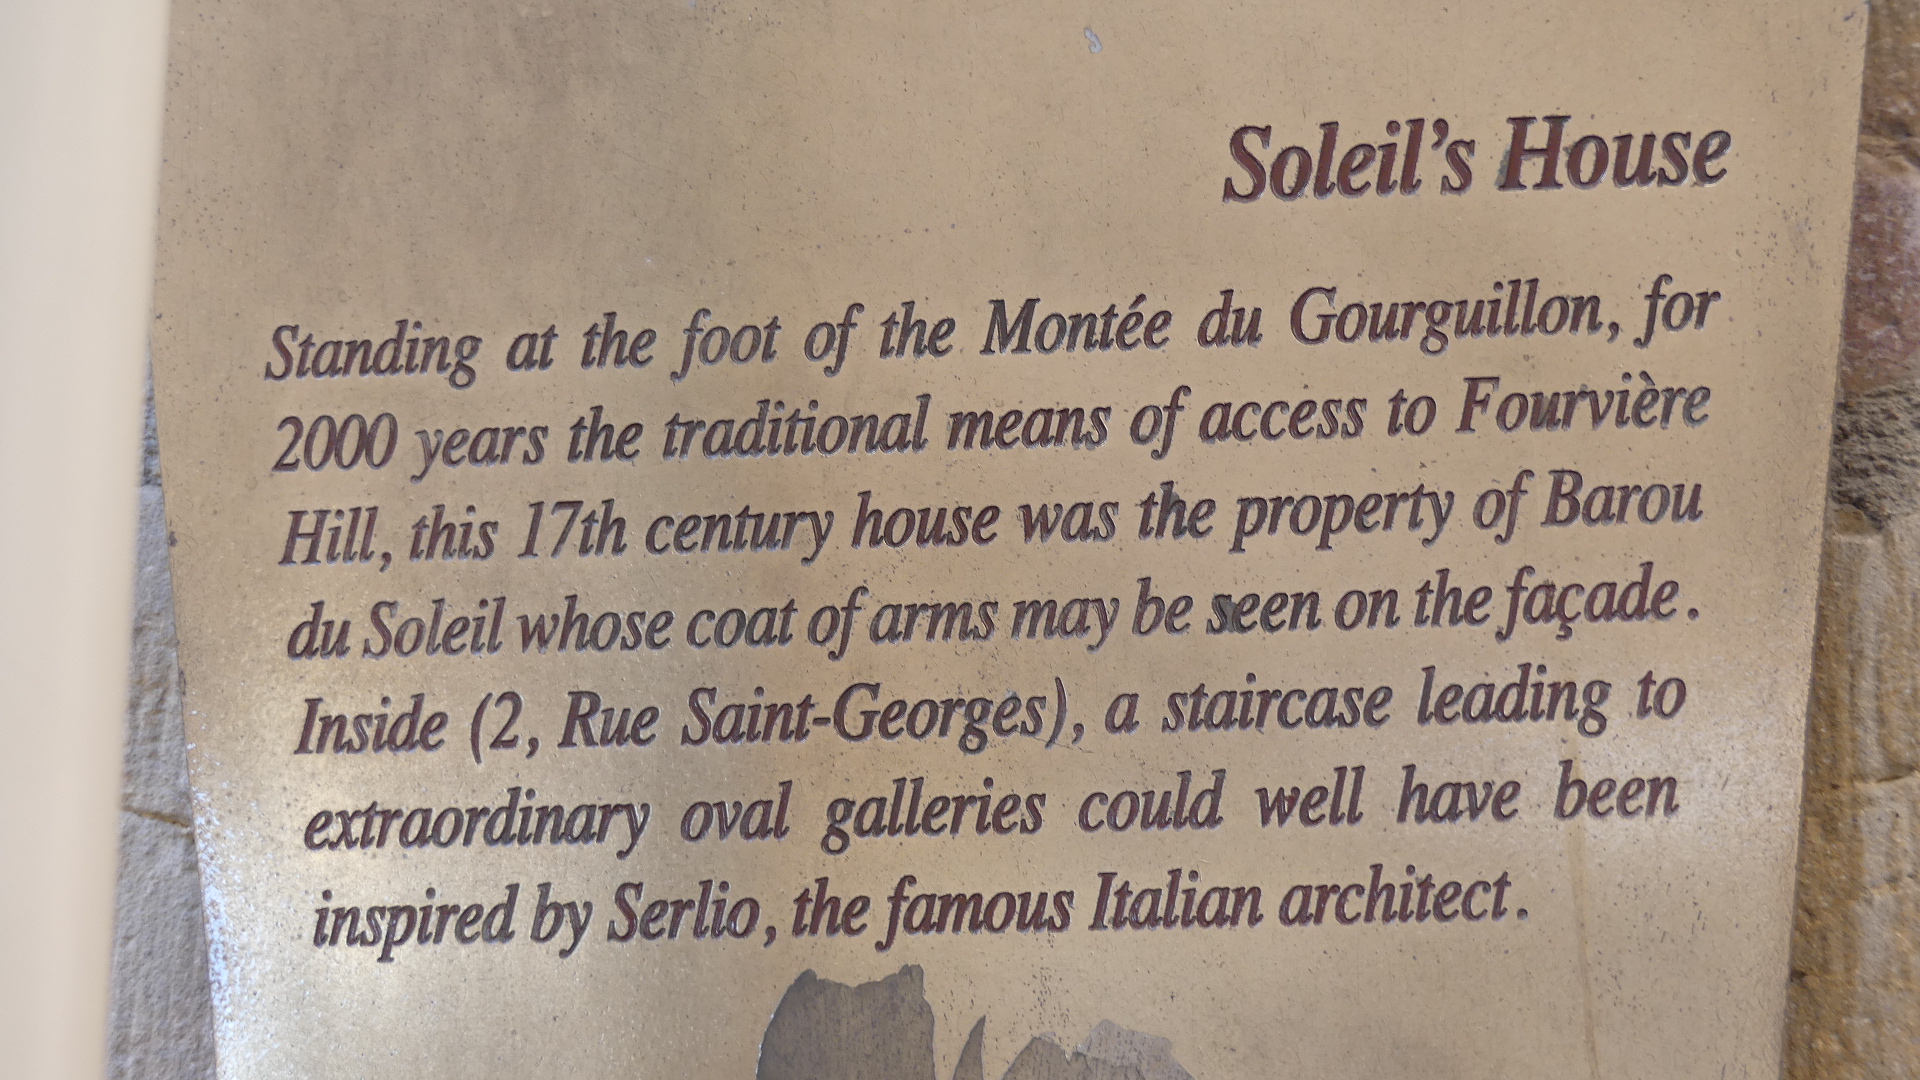 Soleil’s House
Standing at the foot of the Montée du Gourguillon, for
2000 years the traditional means of access to Fourvière
Hill, this 17th century house was the property of Barou
du Soleil whose coat of arms may be seen on the façade.
Inside (2, Rue Saint-Georges), a staircase leading to
extraordinary oval galleries could well have been
inspired by Serlio, the famous Italian architect.